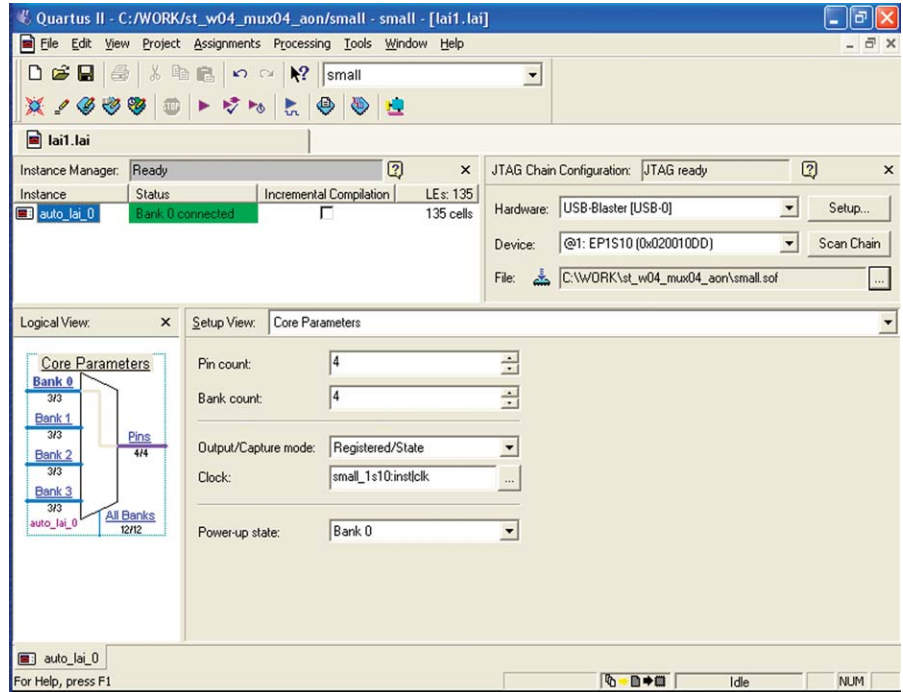 Quartus II - C:/WORK/st_w04_mux04_aon/small - small - [lai1.lai]
File Edit View Project Assignments Processing Tools Window Help
small
STOP
lai1.lai
Instance Manager: Ready
JTAG Chain Configuration: JTAG ready
Instance Status Incremental Compilation LEs: 135
auto_lai_0 Bank 0 connected 135 cells
Hardware: USB-Blaster [USB-0] Setup...
Device: @1: EP1S10 (0x020010DD) Scan Chain
File: C:\WORK\st_w04_mux04_aon\small.sof ...
Logical View:
Setup View: Core Parameters
Core Parameters
Bank 0
3/3
Bank 1
3/3
Bank 2
3/3
Bank 3
3/3
auto_lai_0
Pins
4/4
All Banks
12/12
Pin count: 4
Bank count: 4
Output/Capture mode: Registered/State
Clock: small_1s10:inst|clk ...
Power-up state: Bank 0
auto_lai_0
For Help, press F1 Idle NUM